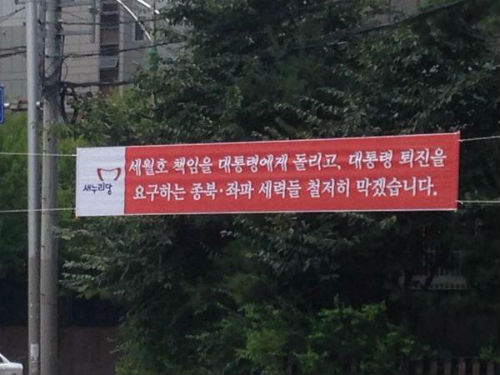 새누리당
세월호 책임을 대통령에게 돌리고, 대통령 퇴진을
요구하는 종북·좌파 세력들 철저히 막겠습니다.